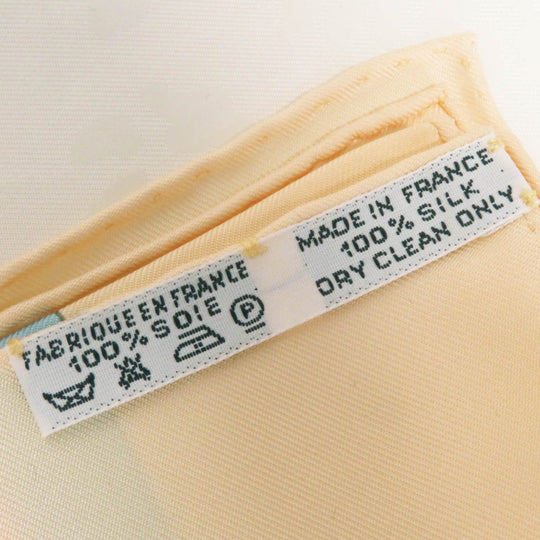 FABRIQUE EN FRANCE
100% SOIE
P
MADE IN FRANCE
100% SILK
DRY CLEAN ONLY